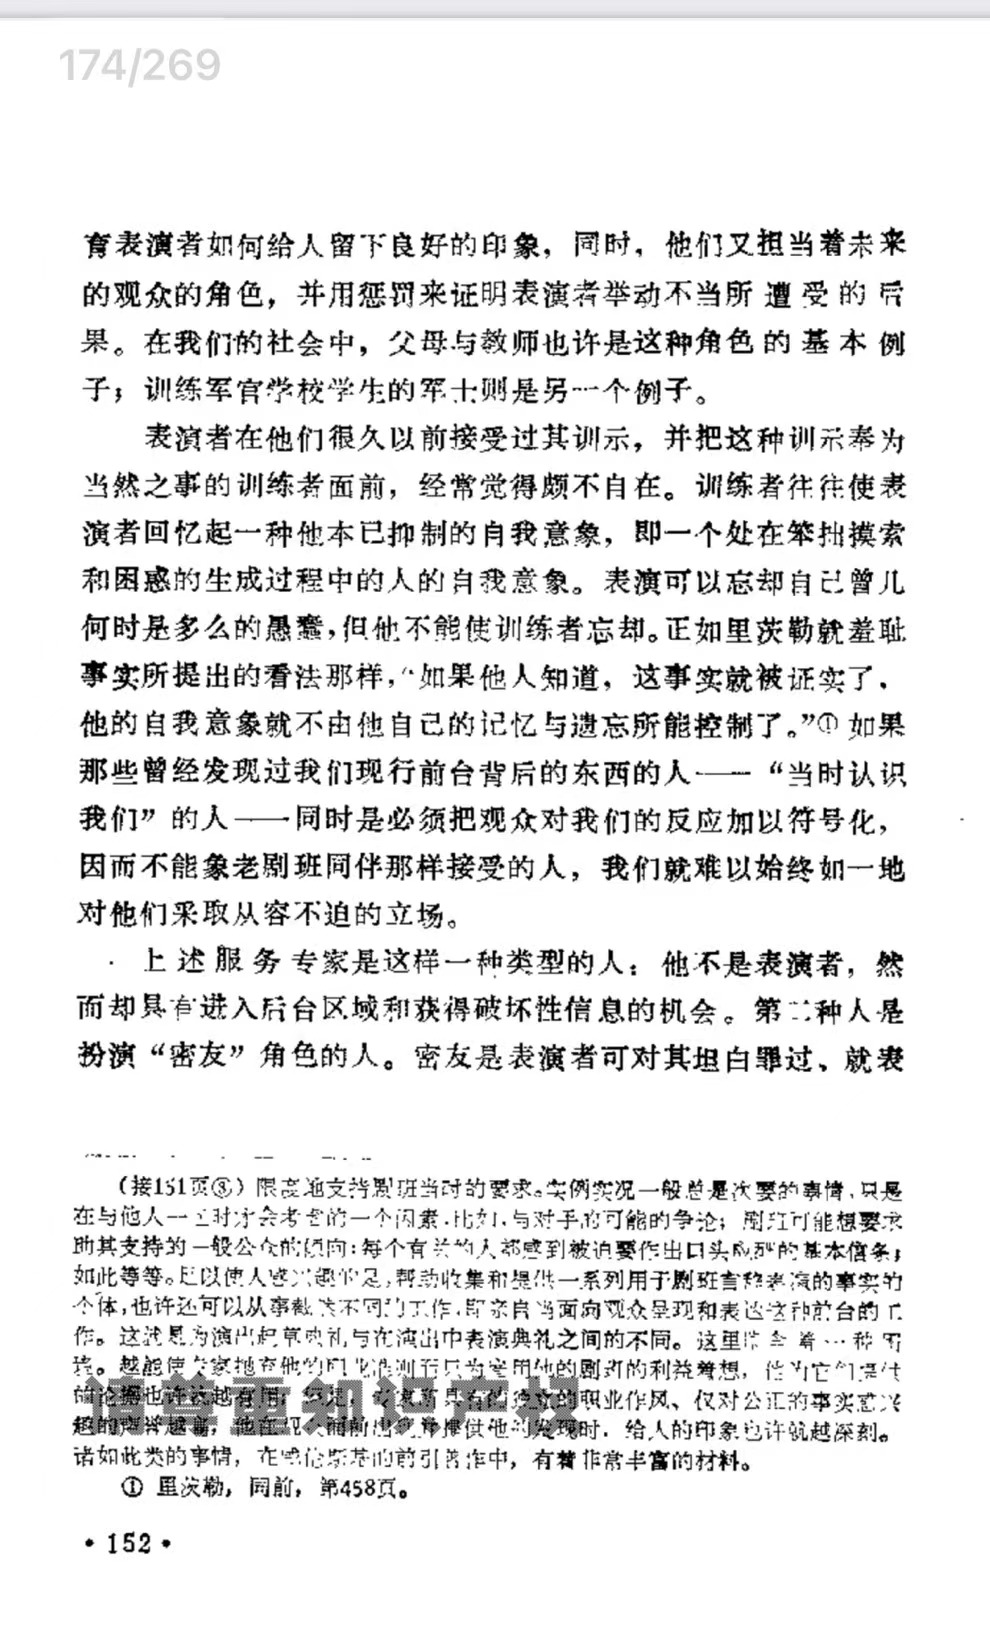 174/269
育表演者如何给人留下良好的印象，同时，他们又担当着未来
的观众的角色，并用惩罚来证明表演者举动不当所遭受的后
果。在我们的社会中，父母与教师也许是这种角色的基本例
子；训练军官学校学生的军士则是另一个例子。
表演者在他们很久以前接受过其训示，并把这种训示奉为
当然之事的训练者面前，经常觉得颇不自在。训练者往往使表
演者回忆起一种他本已抑制的自我意象，即一个处在笨拙摸索
和困惑的生成过程中的人的自我意象。表演可以忘却自己曾几
何时是多么的愚蠢，但他不能使训练者忘却。正如里茨勒就羞耻
事实所提出的看法那样，“如果他人知道，这事实就被证实了，
他的自我意象就不由他自己的记忆与遗忘所能控制了。”①如果
那些曾经发现过我们现行前台背后的东西的人——“当时认识
我们”的人——同时是必须把观众对我们的反应加以符号化，
因而不能象老剧班同伴那样接受的人，我们就难以始终如一地
对他们采取从容不迫的立场。
上述服务专家是这样一种类型的人：他不是表演者，然
而却具有进入后台区域和获得破坏性信息的机会。第二种人是
扮演“密友”角色的人。密友是表演者可对其坦白罪过、就表
（接151页③）限度地支持剧班当时的要求。实例实况一般总是次要的事情，只是
在与他人一 时才会考虑的一个因素，比如，与对手的可能的争论；剧班可能想要求
助其支持的一般公众的倾向；每个有关的人都感到被迫要作出口头应酬的基本信条；
如此等等。足以使人 兴趣的是，帮助收集和提供一系列用于剧班言辞表演的事实的
个体，也许还可以从事截然不同的工作，即亲自当面向观众呈现和表达这种前台的工
作。这就是为演出起草典礼与在演出中表演典礼之间的不同。这里 一种
越能使专家 他的职业准则而只为雇用他的剧班的利益着想，
也许就越有用 职业作风、仅对公正的事实感兴
趣的声誉越高，他在观众面前 提供他的发现时，给人的印象也许就越深刻。
诸如此类的事情，在 的前引著作中，有着非常丰富的材料。
① 里茨勒，同前，第458页。
·152·